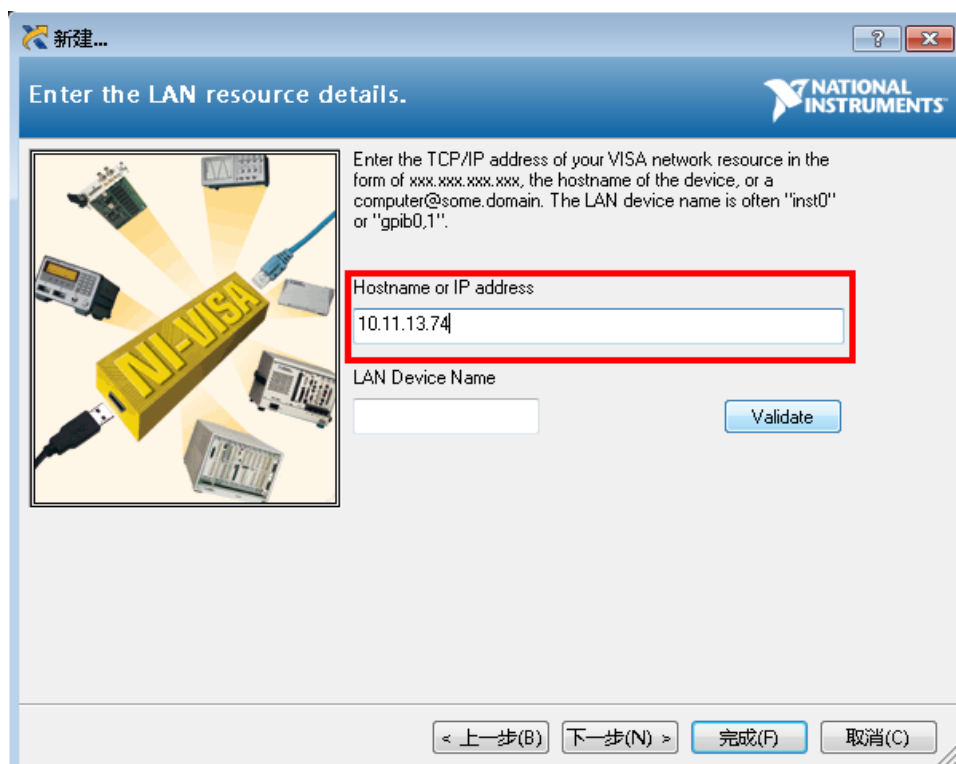 新建...
Enter the LAN resource details.
NATIONAL
INSTRUMENTS
Enter the TCP/IP address of your VISA network resource in the
form of xxx.xxx.xxx.xxx, the hostname of the device, or a
computer@some.domain. The LAN device name is often "inst0"
or "gpib0,1".
NI-VISA
Hostname or IP address
10.11.13.74
LAN Device Name
Validate
< 上一步(B)
下一步(N) >
完成(F)
取消(C)